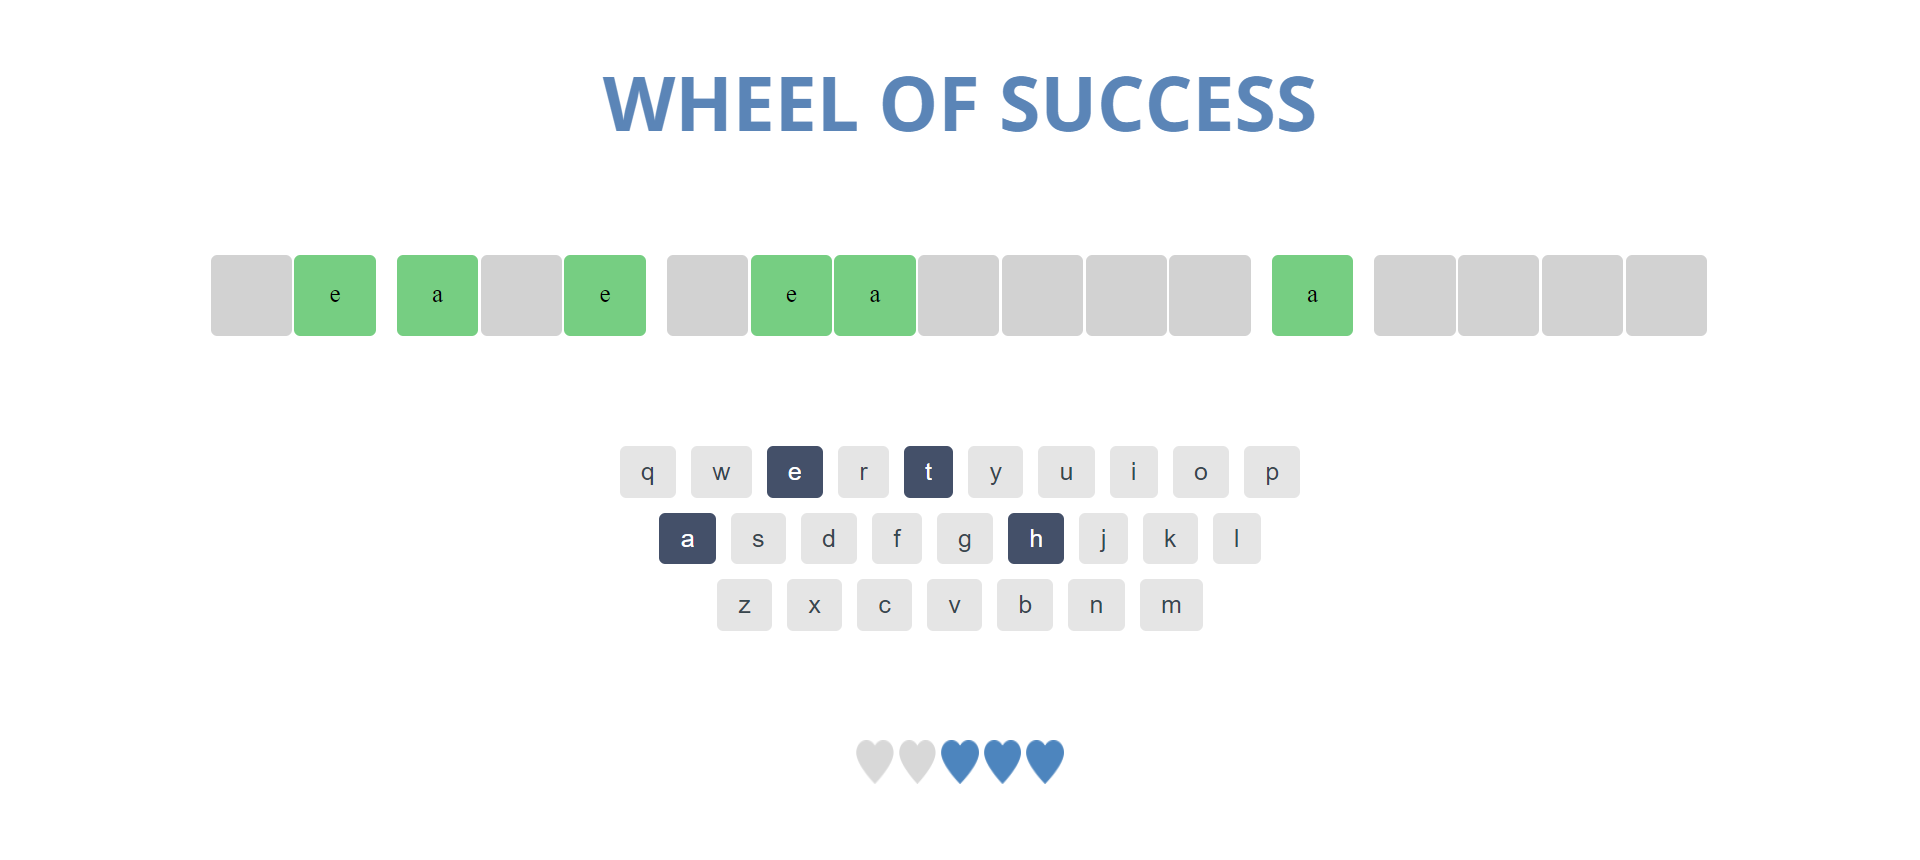 WHEEL OF SUCCESS
e a e e a a
q w e r t y u i o p
a s d f g h j k l
z x c v b n m